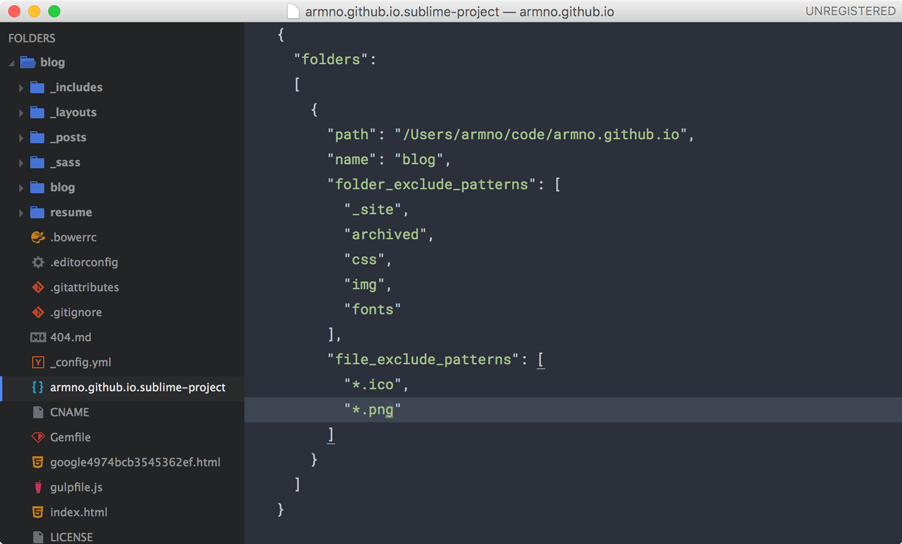 armno.github.io.sublime-project — armno.github.io
UNREGISTERED
FOLDERS
blog
_includes
_layouts
_posts
_sass
blog
resume
.bowerrc
.editorconfig
.gitattributes
.gitignore
404.md
_config.yml
armno.github.io.sublime-project
CNAME
Gemfile
google4974bcb3545362ef.html
gulpfile.js
index.html
LICENSE
{
"folders":
[
{
"path": "/Users/armno/code/armno.github.io",
"name": "blog",
"folder_exclude_patterns": [
"_site",
"archived",
"css",
"img",
"fonts"
],
"file_exclude_patterns": [
"*.ico",
"*.png"
]
}
]
}